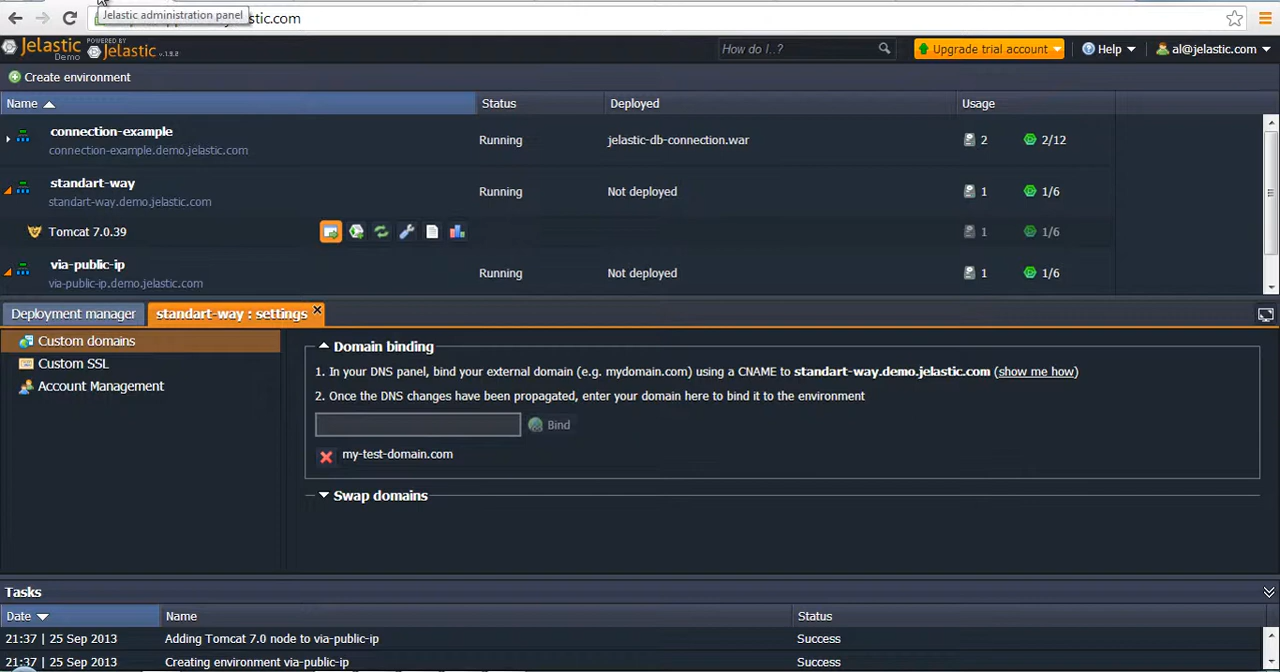 Jelastic administration panel
stic.com
Jelastic
Demo
POWERED BY
Jelastic v.1.9.2
How do I..?
Upgrade trial account
Help
al@jelastic.com
Create environment
Name
Status
Deployed
Usage
connection-example
connection-example.demo.jelastic.com
Running
jelastic-db-connection.war
2
2/12
standart-way
standart-way.demo.jelastic.com
Running
Not deployed
1
1/6
Tomcat 7.0.39
1
1/6
via-public-ip
via-public-ip.demo.jelastic.com
Running
Not deployed
1
1/6
Deployment manager
standart-way : settings
Custom domains
Custom SSL
Account Management
Domain binding
1. In your DNS panel, bind your external domain (e.g. mydomain.com) using a CNAME to standart-way.demo.jelastic.com (show me how)
2. Once the DNS changes have been propagated, enter your domain here to bind it to the environment
Bind
my-test-domain.com
Swap domains
Tasks
Date
Name
Status
21:37 | 25 Sep 2013
Adding Tomcat 7.0 node to via-public-ip
Success
21:37 | 25 Sep 2013
Creating environment via-public-ip
Success